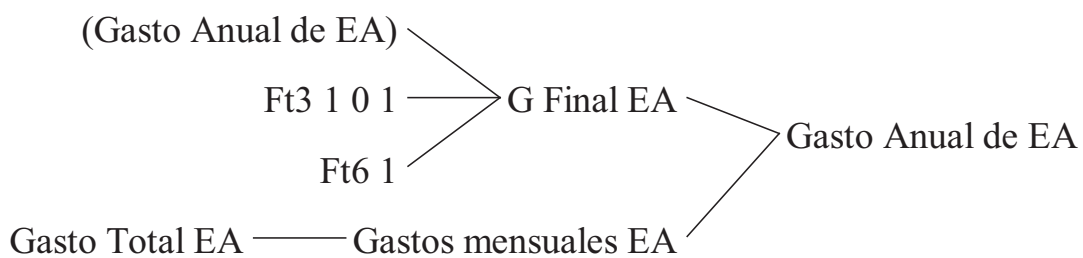 (Gasto Anual de EA)
Ft3 1 0 1
G Final EA
Gasto Anual de EA
Ft6 1
Gasto Total EA
Gastos mensuales EA